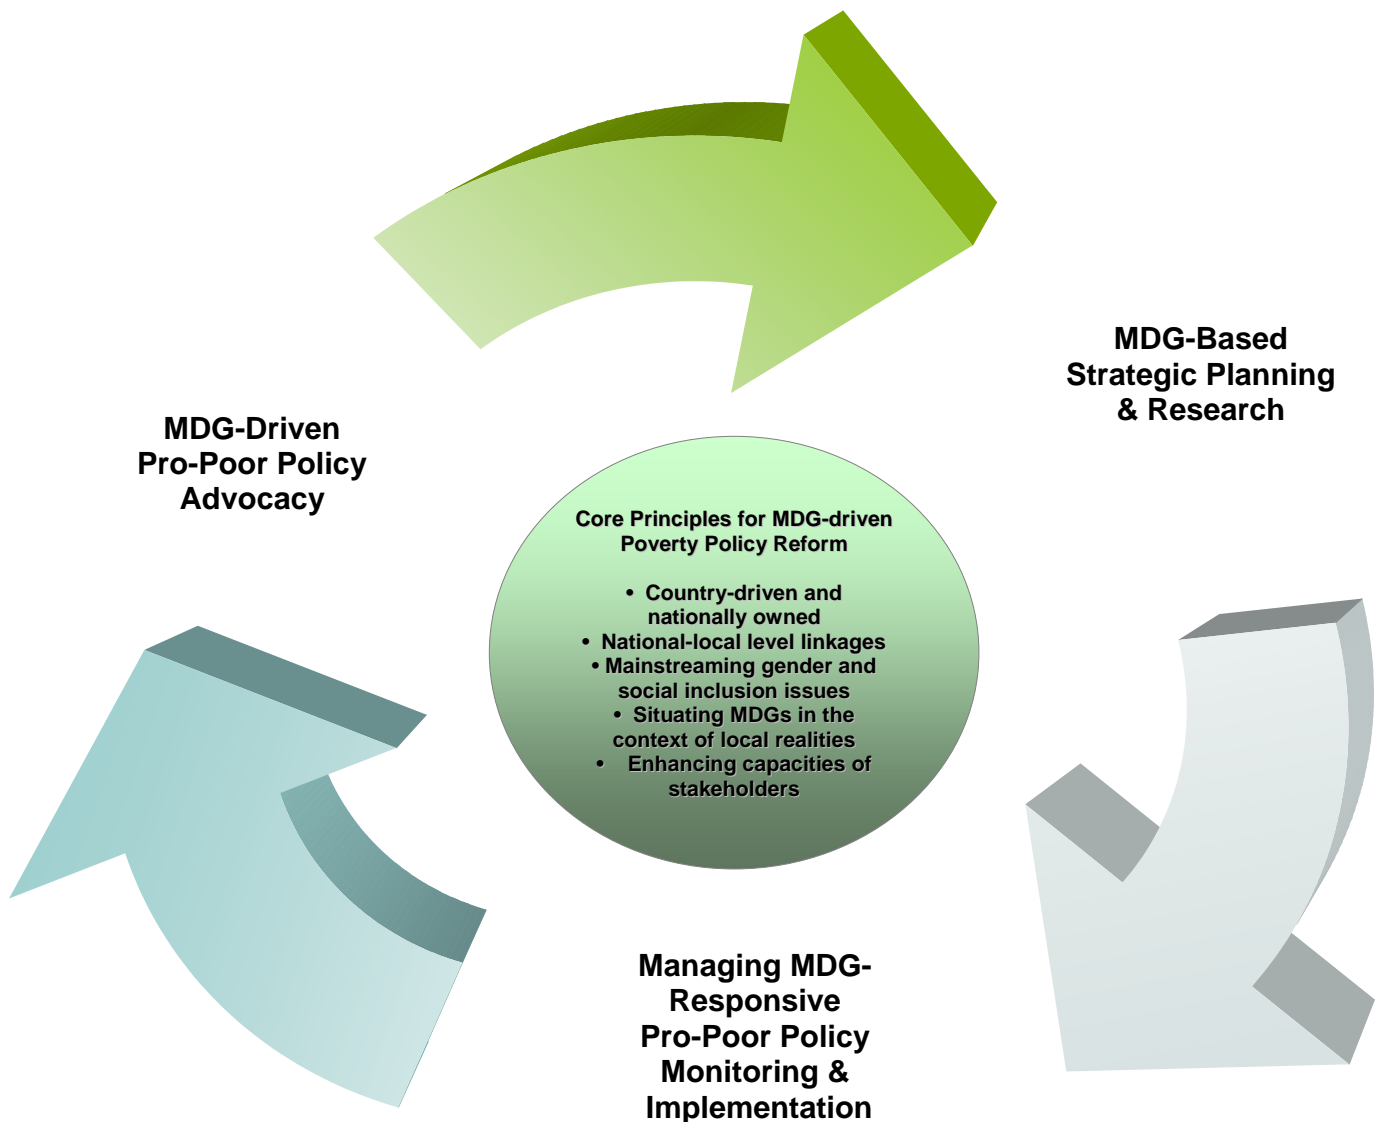 MDG-Based
Strategic Planning
& Research
MDG-Driven
Pro-Poor Policy
Advocacy
Core Principles for MDG-driven
Poverty Policy Reform
• Country-driven and
nationally owned
• National-local level linkages
• Mainstreaming gender and
social inclusion issues
• Situating MDGs in the
context of local realities
• Enhancing capacities of
stakeholders
Managing MDG-
Responsive
Pro-Poor Policy
Monitoring &
Implementation